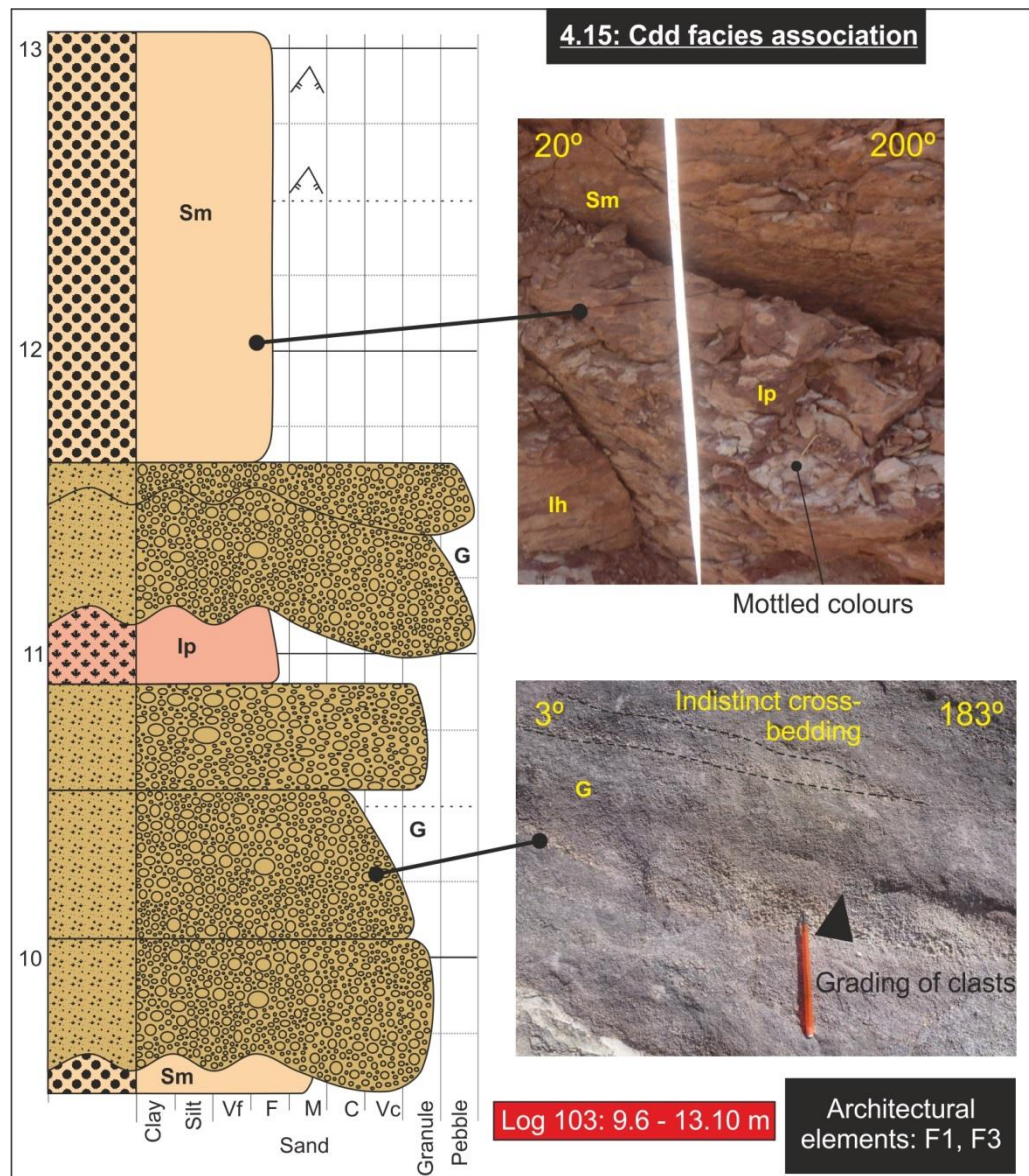 4.15: Cdd facies association
13
Sm
12
G
Ip
11
G
10
Sm
Clay
Silt
Vf
F
M
C
Vc
Granule
Pebble
Sand
20º
200º
Sm
Ip
Ih
Mottled colours
3º
Indistinct cross-
bedding
183º
G
Grading of clasts
Log 103: 9.6 - 13.10 m
Architectural
elements: F1, F3